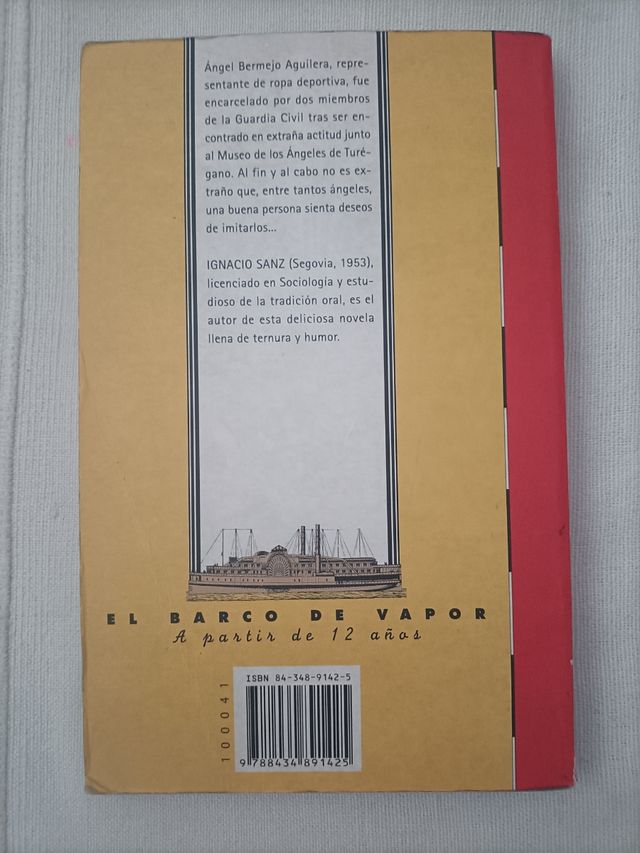 Ángel Bermejo Aguilera, repre-
sentante de ropa deportiva, fue
encarcelado por dos miembros
de la Guardia Civil tras ser en-
contrado en extraña actitud junto
al Museo de los Ángeles de Turé-
gano. Al fin y al cabo no es ex-
traño que, entre tantos ángeles,
una buena persona sienta deseos
de imitarlos...
IGNACIO SANZ (Segovia, 1953),
licenciado en Sociología y estu-
dioso de la tradición oral, es el
autor de esta deliciosa novela
llena de ternura y humor.
EL BARCO DE VAPOR
A partir de 12 años
ISBN 84-348-9142-5
100041
9 788434 891425